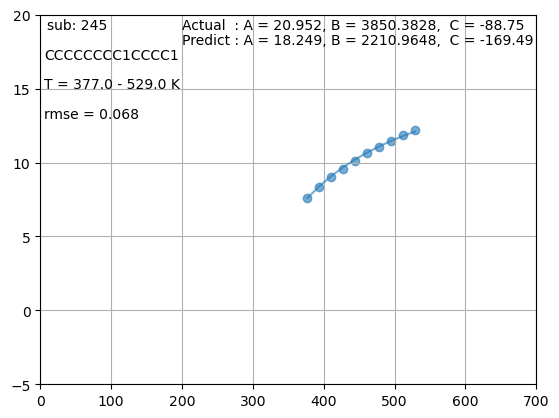 sub: 245
Actual  : A = 20.952, B = 3850.3828,  C = -88.75
Predict : A = 18.249, B = 2210.9648,  C = -169.49
CCCCCCCC1CCCC1
T = 377.0 - 529.0 K
rmse = 0.068
20
15
10
5
0
−5
0 100 200 300 400 500 600 700